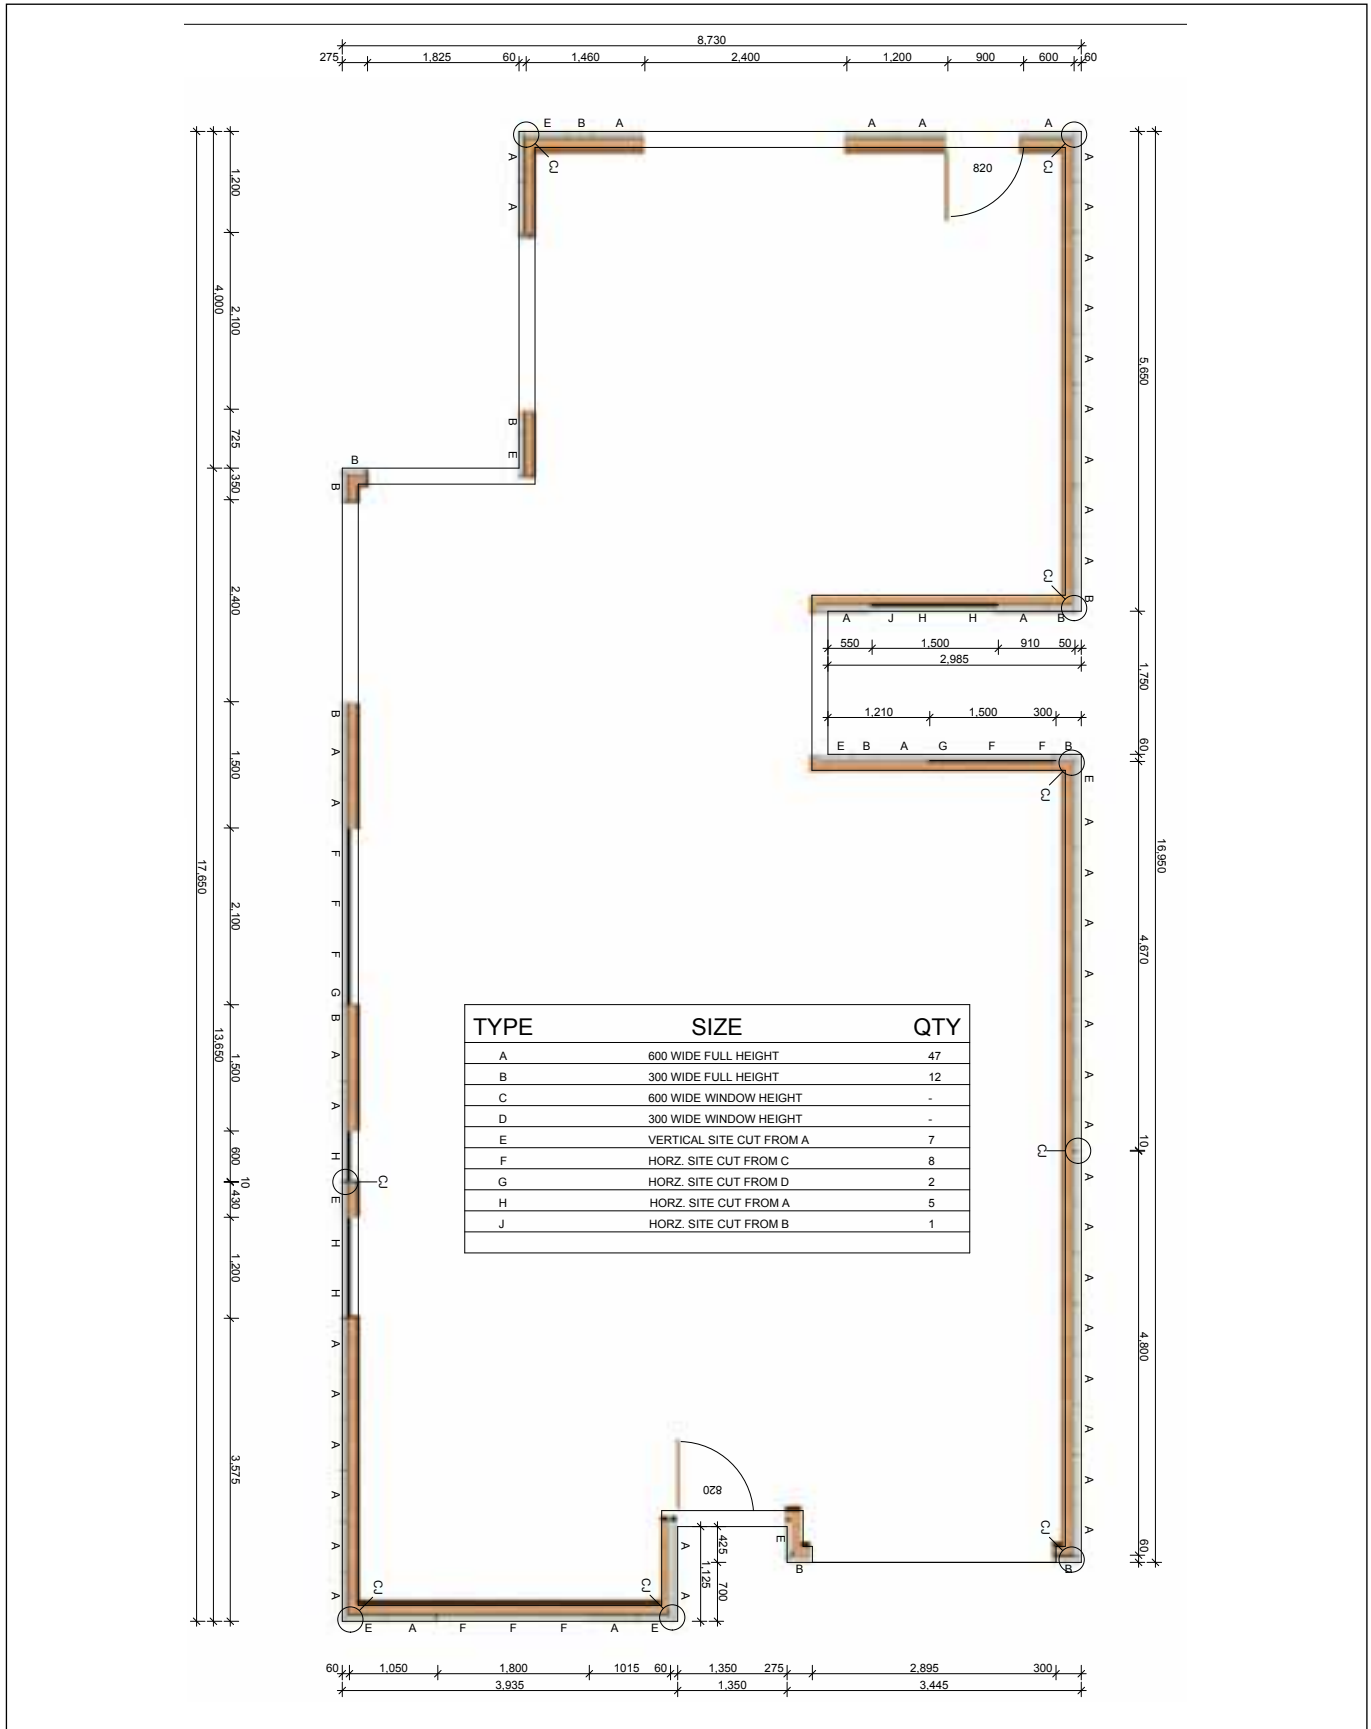 8,730
275 1,825 60 1,460 2,400 1,200 900 600 60
E B A A A A
CJ CJ
820
A
A
B
E
B
B
1,200
2,100
725
350
2,400
1,500
2,100
1,500
600
10
430
1,200
3,575
4,000
13,650
17,650
A
A
A
A
A
A
A
A
A
B
CJ
5,650
1,750
60
4,670
10
4,800
60
16,950
A J H H A B
550 1,500 910 50
2,985
1,210 1,500 300
E B A G F F B
CJ
E
A
A
A
A
A
A
A
CJ
A
A
A
A
A
A
A
A
B
CJ
B
A
A
F
F
F
G
B
A
A
H
CJ
E
H
H
A
A
A
A
A
A
TYPE SIZE QTY
A 600 WIDE FULL HEIGHT 47
B 300 WIDE FULL HEIGHT 12
C 600 WIDE WINDOW HEIGHT -
D 300 WIDE WINDOW HEIGHT -
E VERTICAL SITE CUT FROM A 7
F HORZ. SITE CUT FROM C 8
G HORZ. SITE CUT FROM D 2
H HORZ. SITE CUT FROM A 5
J HORZ. SITE CUT FROM B 1
820
E
B
A
A
425
700
1,125
CJ CJ
E A F F F A E
60 1,050 1,800 1015 60 1,350 275 2,895 300
3,935 1,350 3,445